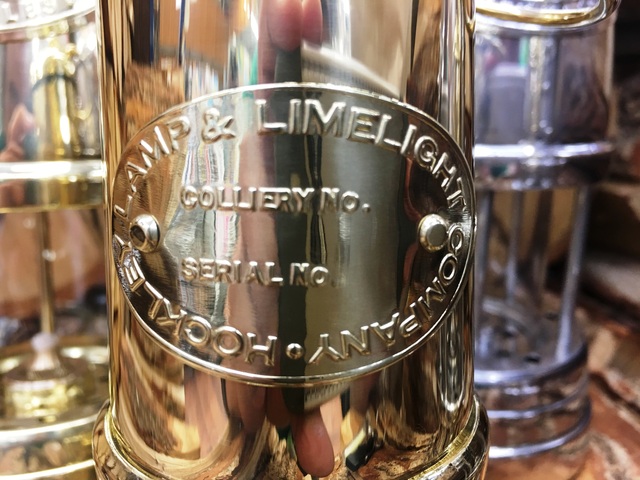 HOCKLEY LAMP & LIMELIGHT COMPANY •
COLLIERY NO.
SERIAL NO.